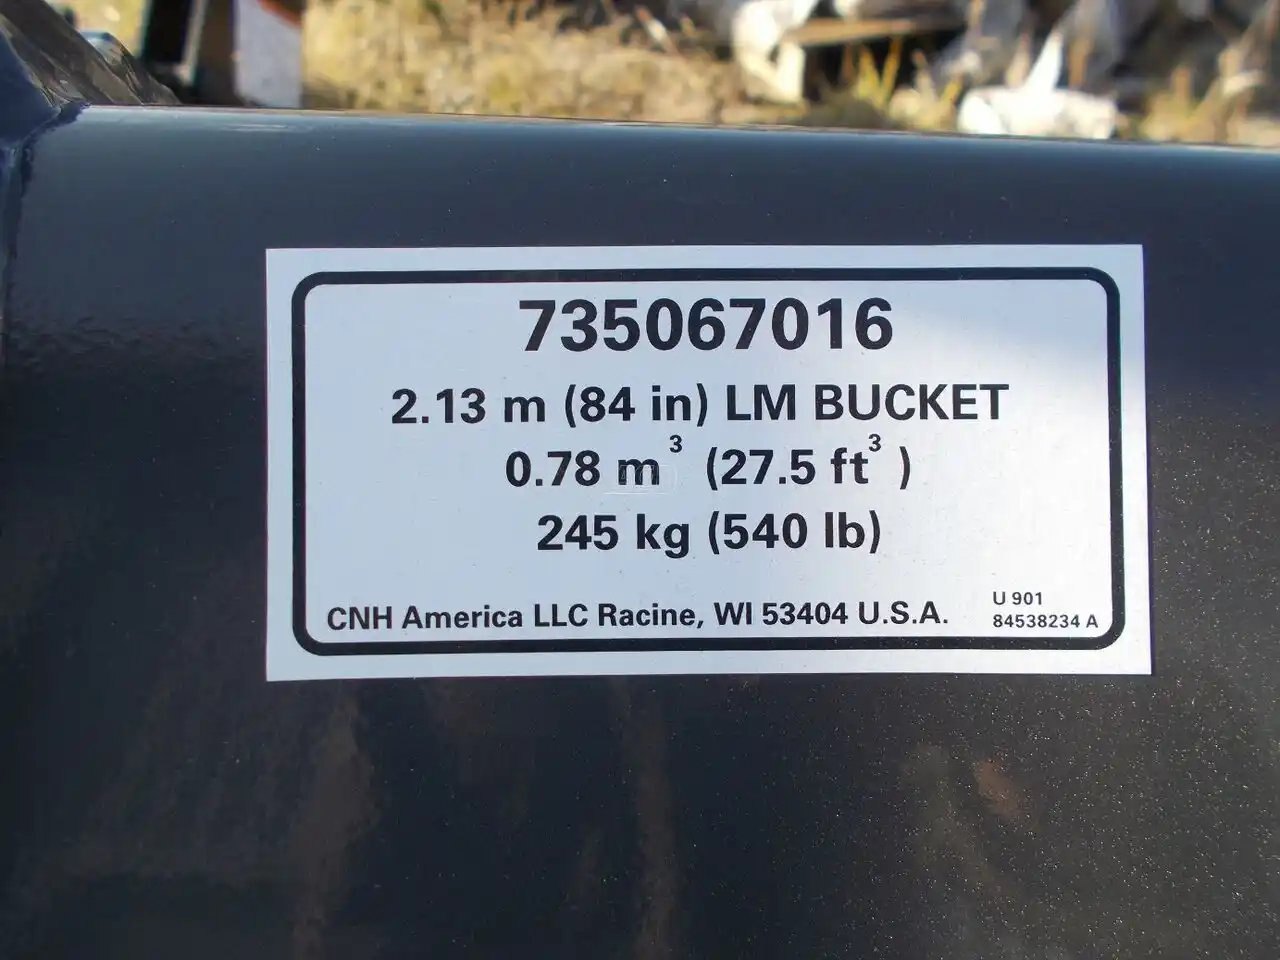 735067016
2.13 m (84 in) LM BUCKET
0.78 m³ (27.5 ft³ )
245 kg (540 lb)
CNH America LLC Racine, WI 53404 U.S.A.
U 901
84538234 A